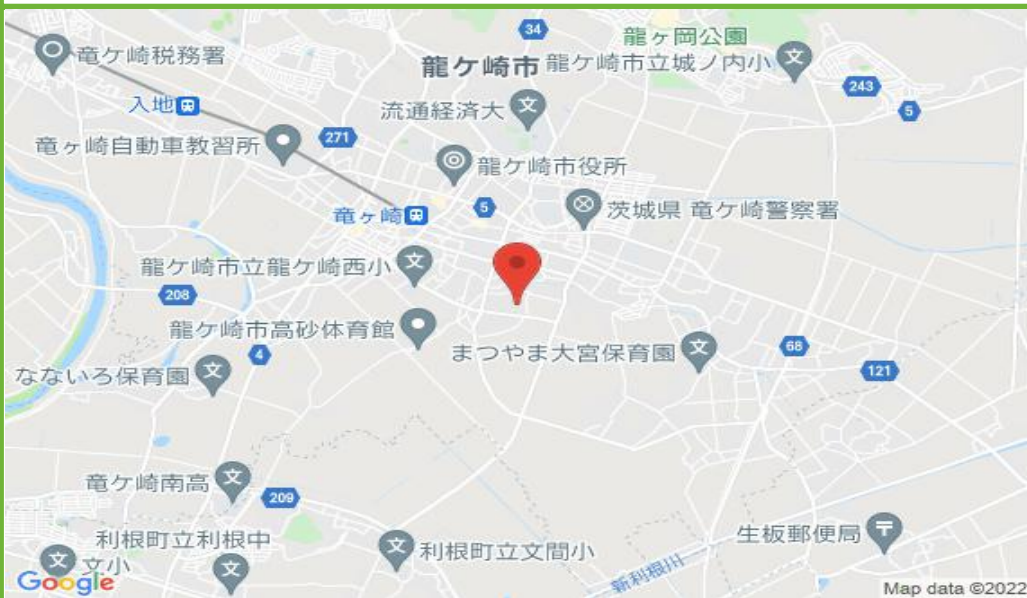 34
龍ヶ岡公園
竜ケ崎税務署
龍ケ崎市
龍ケ崎市立城ノ内小
243
入地
流通経済大
5
竜ヶ崎自動車教習所
271
龍ケ崎市役所
竜ヶ崎
5
茨城県 竜ケ崎警察署
龍ケ崎市立龍ケ崎西小
208
龍ケ崎市高砂体育館
4
まつやま大宮保育園
68
なないろ保育園
121
竜ケ崎南高
209
利根町立利根中
利根町立文間小
生板郵便局
文小
新利根川
Google
Map data ©2022